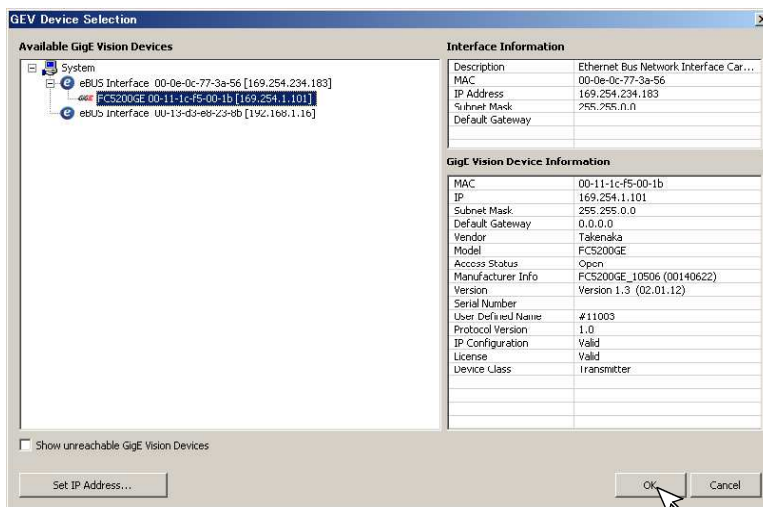 GEV Device Selection
Available GigE Vision Devices
System
eBUS Interface 00-0e-0c-77-3a-56 [169.254.234.183]
FC5200GE 00-11-1c-f5-00-1b [169.254.1.101]
eBUS Interface 00-13-d3-e8-23-8b [192.168.1.16]
Show unreachable GigE Vision Devices
Set IP Address...
Interface Information
Description Ethernet Bus Network Interface Car...
MAC 00-0e-0c-77-3a-56
IP Address 169.254.234.183
Subnet Mask 255.255.0.0
Default Gateway
GigE Vision Device Information
MAC 00-11-1c-f5-00-1b
IP 169.254.1.101
Subnet Mask 255.255.0.0
Default Gateway 0.0.0.0
Vendor Takenaka
Model FC5200GE
Access Status Open
Manufacturer Info FC5200GE_10506 (00140622)
Version Version 1.3 (02.01.12)
Serial Number
User Defined Name #11003
Protocol Version 1.0
IP Configuration Valid
License Valid
Device Class Transmitter
OK Cancel